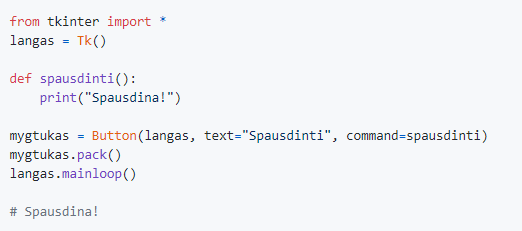 from tkinter import *
langas = Tk()
def spausdinti():
    print("Spausdina!")
mygtukas = Button(langas, text="Spausdinti", command=spausdinti)
mygtukas.pack()
langas.mainloop()
# Spausdina!